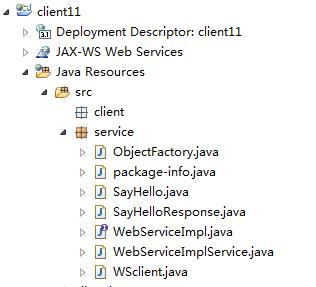 client11
Deployment Descriptor: client11
JAX-WS Web Services
Java Resources
src
client
service
ObjectFactory.java
package-info.java
SayHello.java
SayHelloResponse.java
WebServiceImpl.java
WebServiceImplService.java
WSclient.java